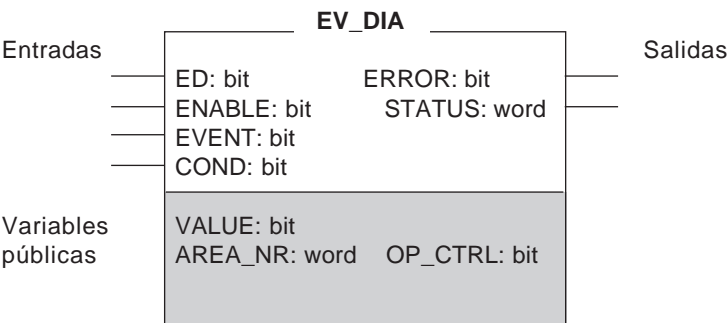 EV_DIA
Entradas
Salidas
ED: bit ERROR: bit
ENABLE: bit STATUS: word
EVENT: bit
COND: bit
Variables VALUE: bit
públicas AREA_NR: word OP_CTRL: bit